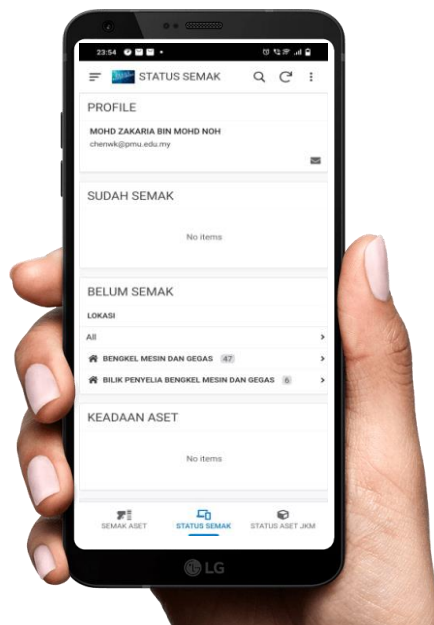 23:54
STATUS SEMAK
PROFILE
MOHD ZAKARIA BIN MOHD NOH
chenwk@pmu.edu.my
SUDAH SEMAK
No items
BELUM SEMAK
LOKASI
All
BENGKEL MESIN DAN GEGAS 47
BILIK PENYELIA BENGKEL MESIN DAN GEGAS 6
KEADAAN ASET
No items
SEMAK ASET STATUS SEMAK STATUS ASET JKM
LG